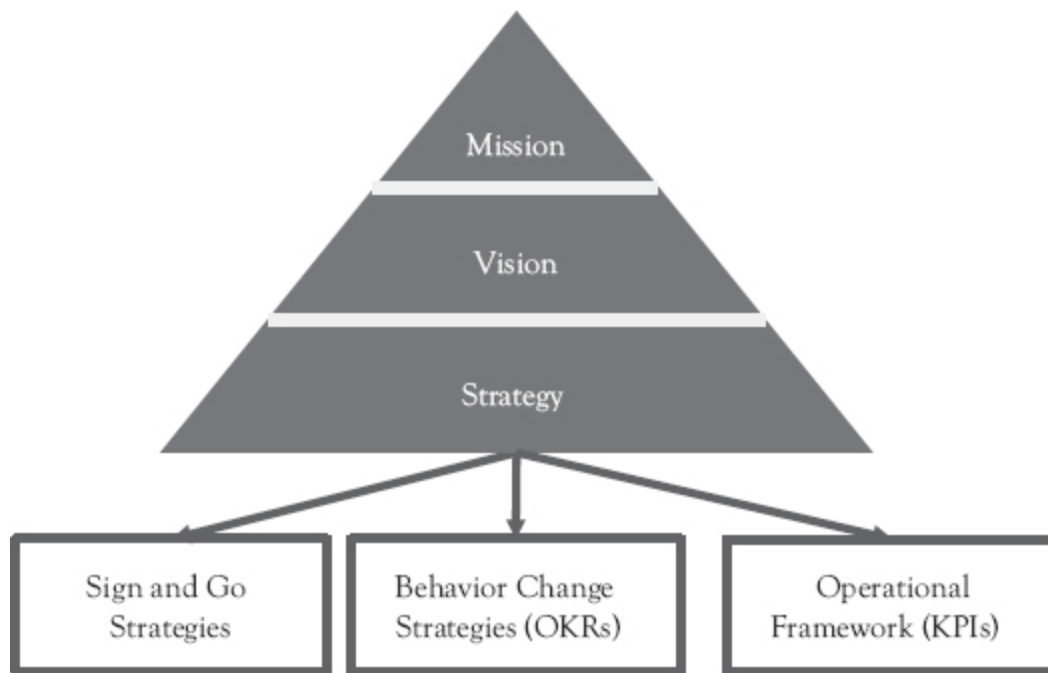 Mission
Vision
Strategy
Sign and Go
Strategies
Behavior Change
Strategies (OKRs)
Operational
Framework (KPIs)